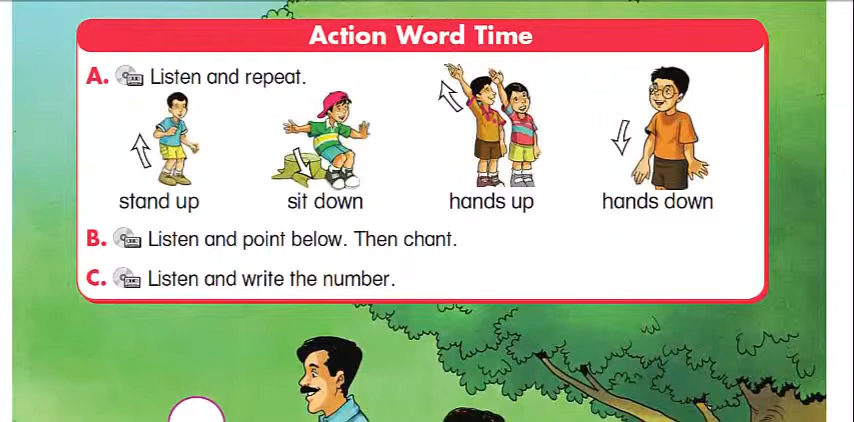 Action Word Time
A. Listen and repeat.
stand up sit down hands up hands down
B. Listen and point below. Then chant.
C. Listen and write the number.